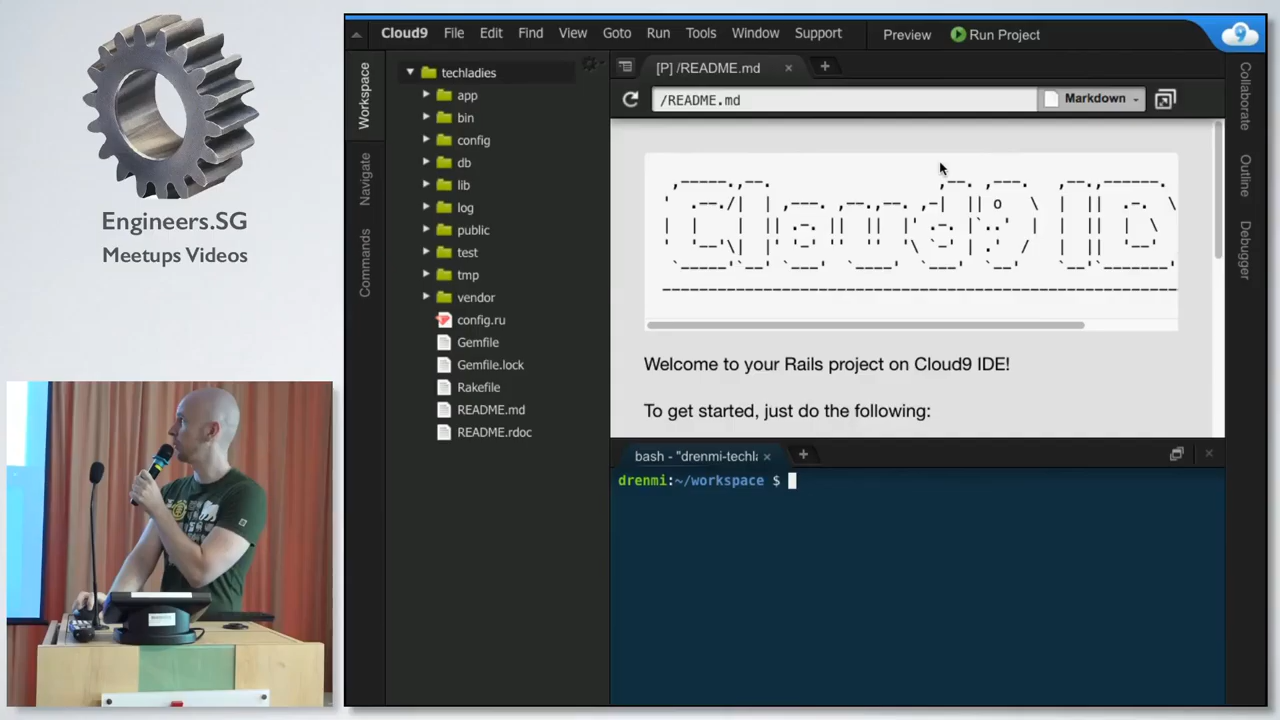 Engineers.SG
Meetups Videos
Cloud9 File Edit Find View Goto Run Tools Window Support Preview Run Project
Workspace
Navigate
Commands
techladies
app
bin
config
db
lib
log
public
test
tmp
vendor
config.ru
Gemfile
Gemfile.lock
Rakefile
README.md
README.rdoc
[P] /README.md
/README.md
Markdown
Welcome to your Rails project on Cloud9 IDE!
To get started, just do the following:
bash - "drenmi-techla
drenmi:~/workspace $
Collaborate
Outline
Debugger